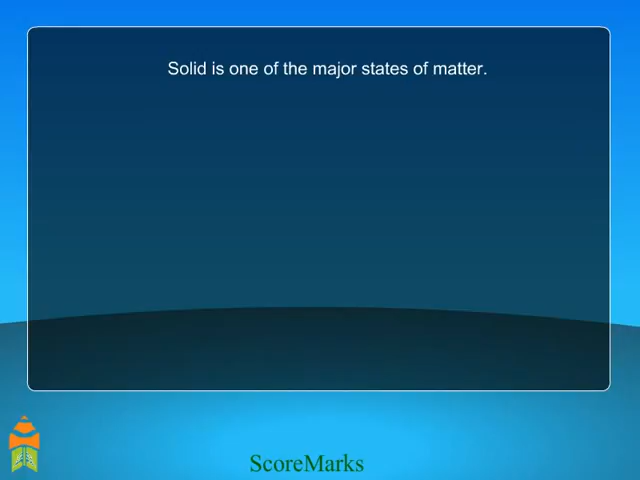 Solid is one of the major states of matter.
ScoreMarks